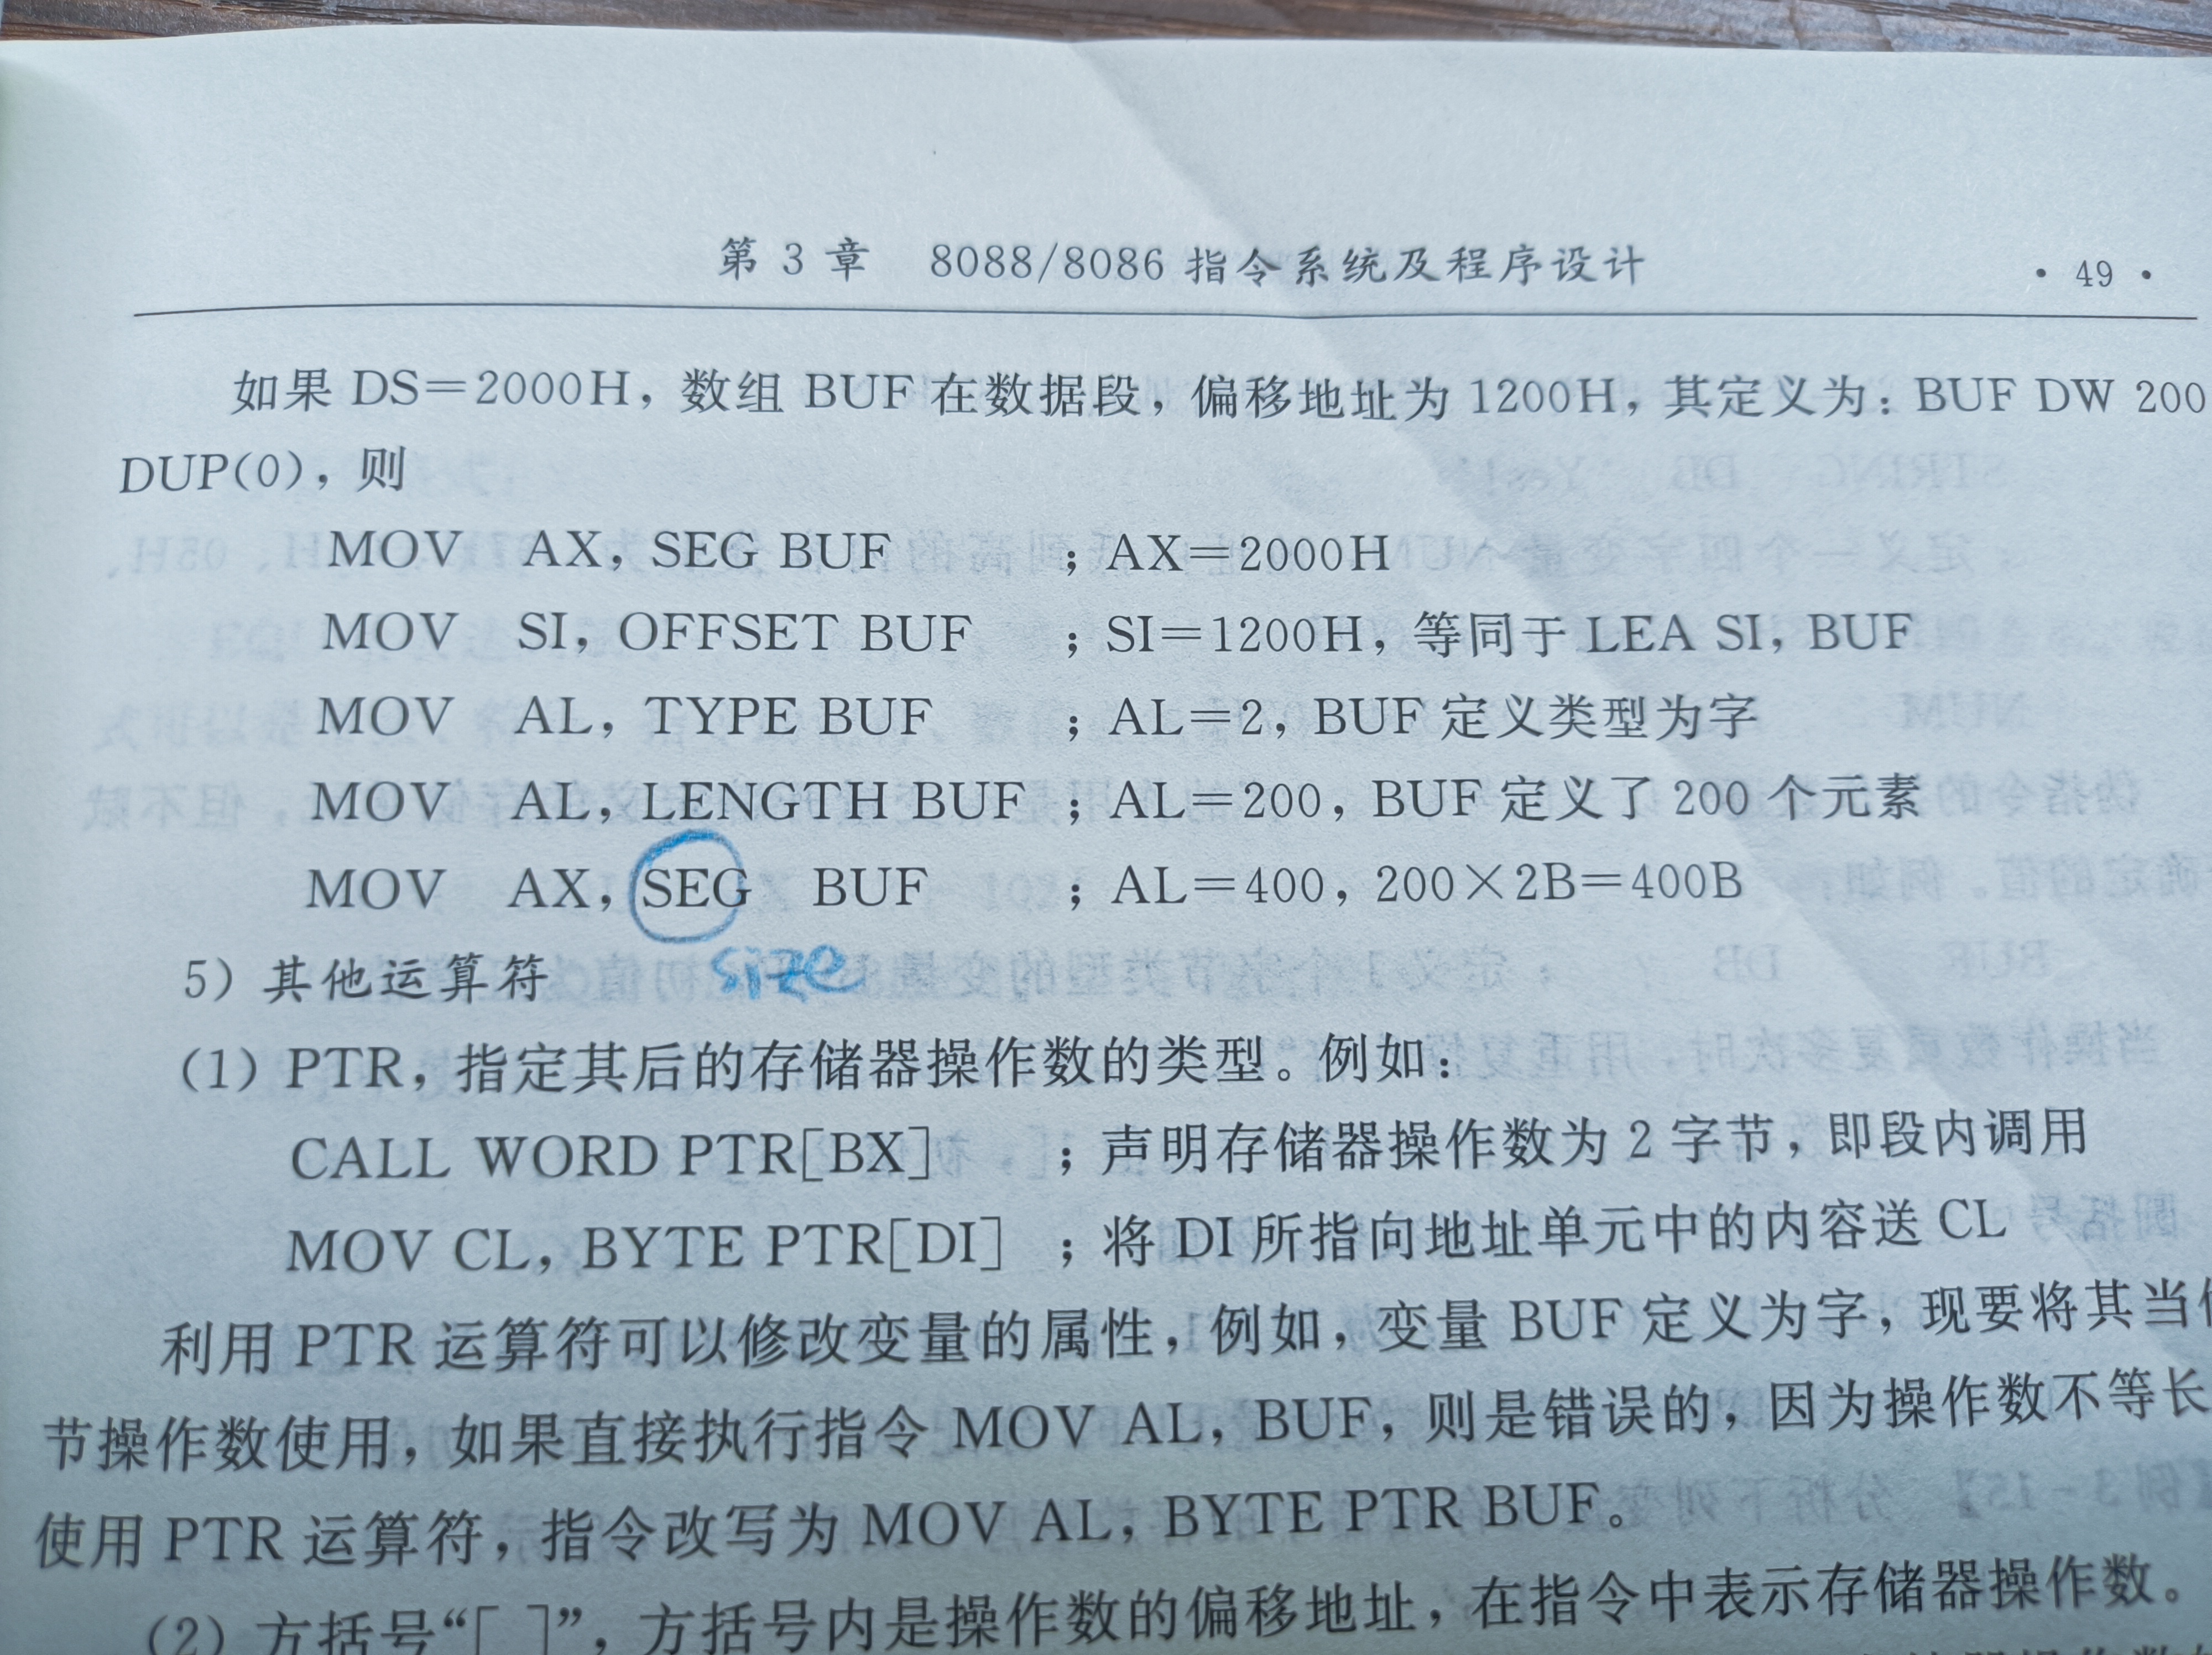 第 3 章 8088/8086 指令系统及程序设计 · 49 ·
如果 DS=2000H，数组 BUF 在数据段，偏移地址为 1200H，其定义为：BUF DW 200
DUP(0)，则
MOV AX，SEG BUF ；AX=2000H
MOV SI，OFFSET BUF ；SI=1200H，等同于 LEA SI，BUF
MOV AL，TYPE BUF ；AL=2，BUF 定义类型为字
MOV AL，LENGTH BUF ；AL=200，BUF 定义了 200 个元素
MOV AX，SEG BUF ；AL=400，200×2B=400B
size
5）其他运算符
（1）PTR，指定其后的存储器操作数的类型。例如：
CALL WORD PTR[BX] ；声明存储器操作数为 2 字节，即段内调用
MOV CL，BYTE PTR[DI] ；将 DI 所指向地址单元中的内容送 CL
利用 PTR 运算符可以修改变量的属性，例如，变量 BUF 定义为字，现要将其当
节操作数使用，如果直接执行指令 MOV AL，BUF，则是错误的，因为操作数不等长
使用 PTR 运算符，指令改写为 MOV AL，BYTE PTR BUF。
（2）方括号“[ ]”，方括号内是操作数的偏移地址，在指令中表示存储器操作数。